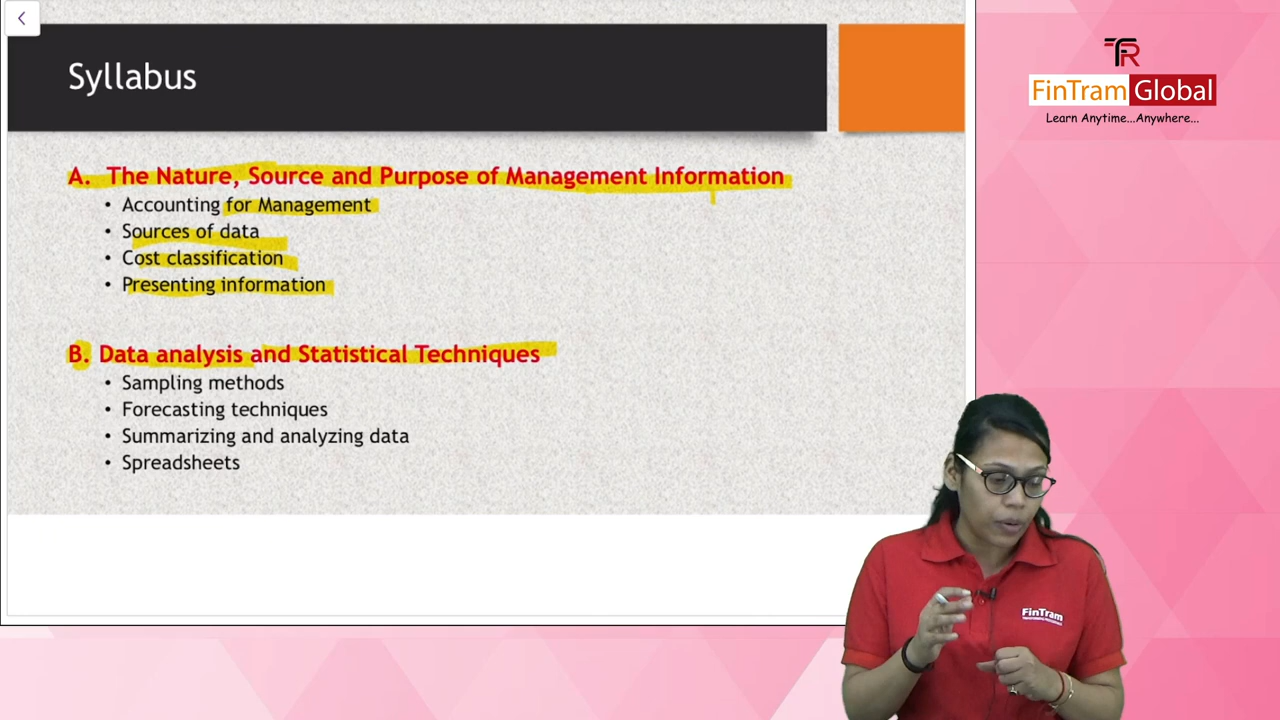 Syllabus
A. The Nature, Source and Purpose of Management Information
• Accounting for Management
• Sources of data
• Cost classification
• Presenting information
B. Data analysis and Statistical Techniques
• Sampling methods
• Forecasting techniques
• Summarizing and analyzing data
• Spreadsheets
FinTram Global
Learn Anytime...Anywhere...
FinTram